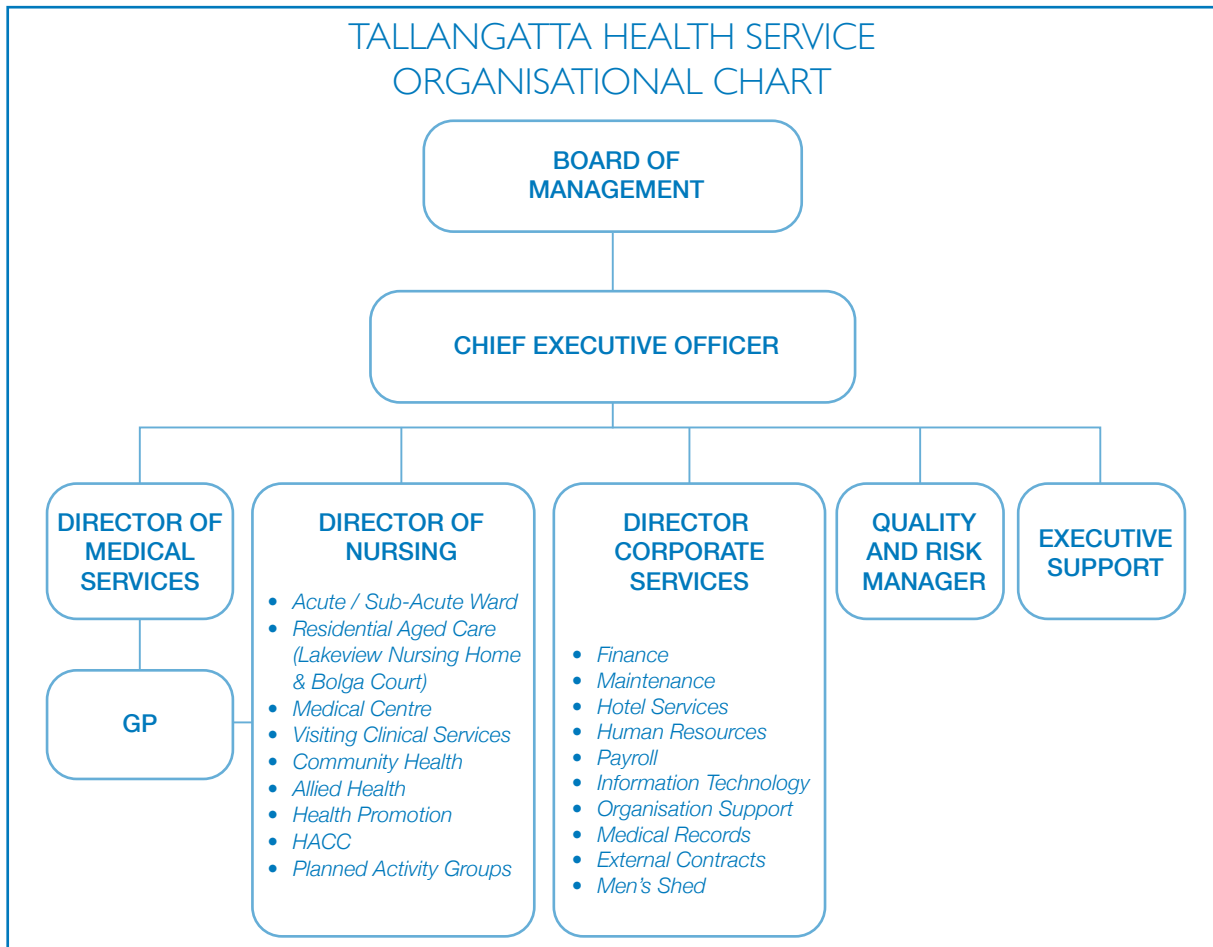 TALLANGATTA HEALTH SERVICE
ORGANISATIONAL CHART
BOARD OF
MANAGEMENT
CHIEF EXECUTIVE OFFICER
DIRECTOR OF
MEDICAL
SERVICES
GP
DIRECTOR OF
NURSING
• Acute / Sub-Acute Ward
• Residential Aged Care
(Lakeview Nursing Home
& Bolga Court)
• Medical Centre
• Visiting Clinical Services
• Community Health
• Allied Health
• Health Promotion
• HACC
• Planned Activity Groups
DIRECTOR
CORPORATE
SERVICES
• Finance
• Maintenance
• Hotel Services
• Human Resources
• Payroll
• Information Technology
• Organisation Support
• Medical Records
• External Contracts
• Men’s Shed
QUALITY
AND RISK
MANAGER
EXECUTIVE
SUPPORT